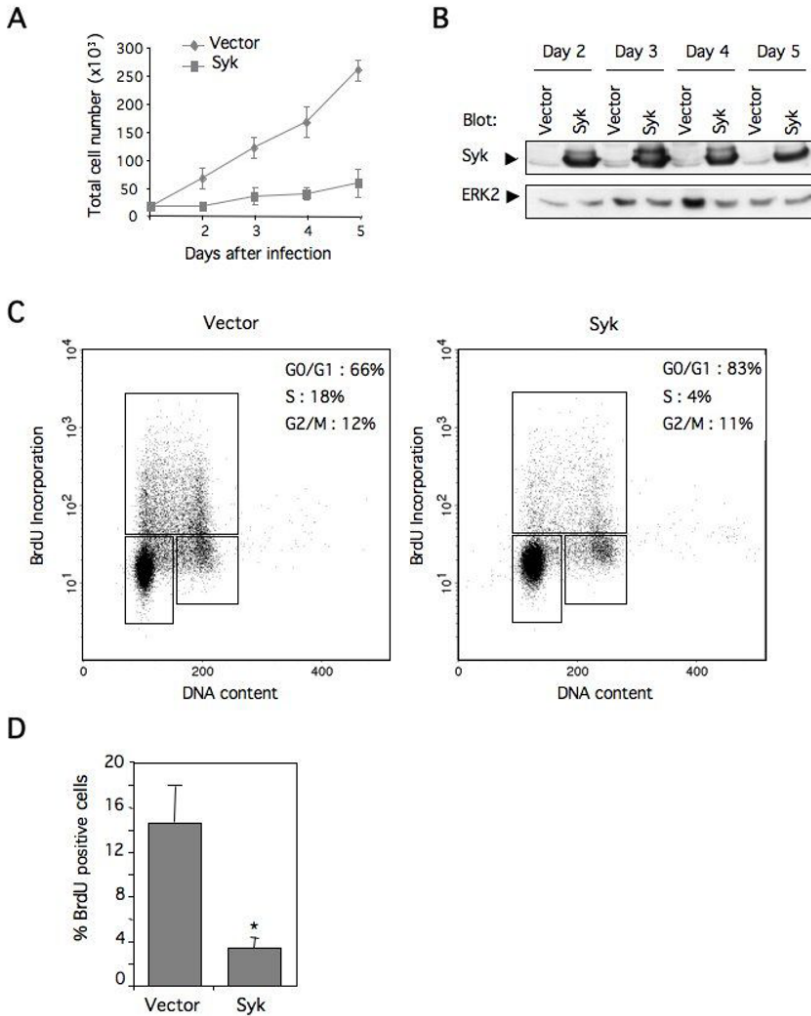 A
Total cell number (x10³)
300
250
200
150
100
50
0
Vector
Syk
2
3
4
5
Days after infection
B
Day 2
Day 3
Day 4
Day 5
Blot:
Vector
Syk
Vector
Syk
Vector
Syk
Vector
Syk
Syk
ERK2
C
Vector
BrdU Incorporation
10⁴
10³
10²
10¹
G0/G1 : 66%
S : 18%
G2/M : 12%
0
200
400
DNA content
Syk
BrdU Incorporation
10⁴
10³
10²
10¹
G0/G1 : 83%
S : 4%
G2/M : 11%
0
200
400
DNA content
D
% BrdU positive cells
20
16
12
8
4
0
*
Vector
Syk